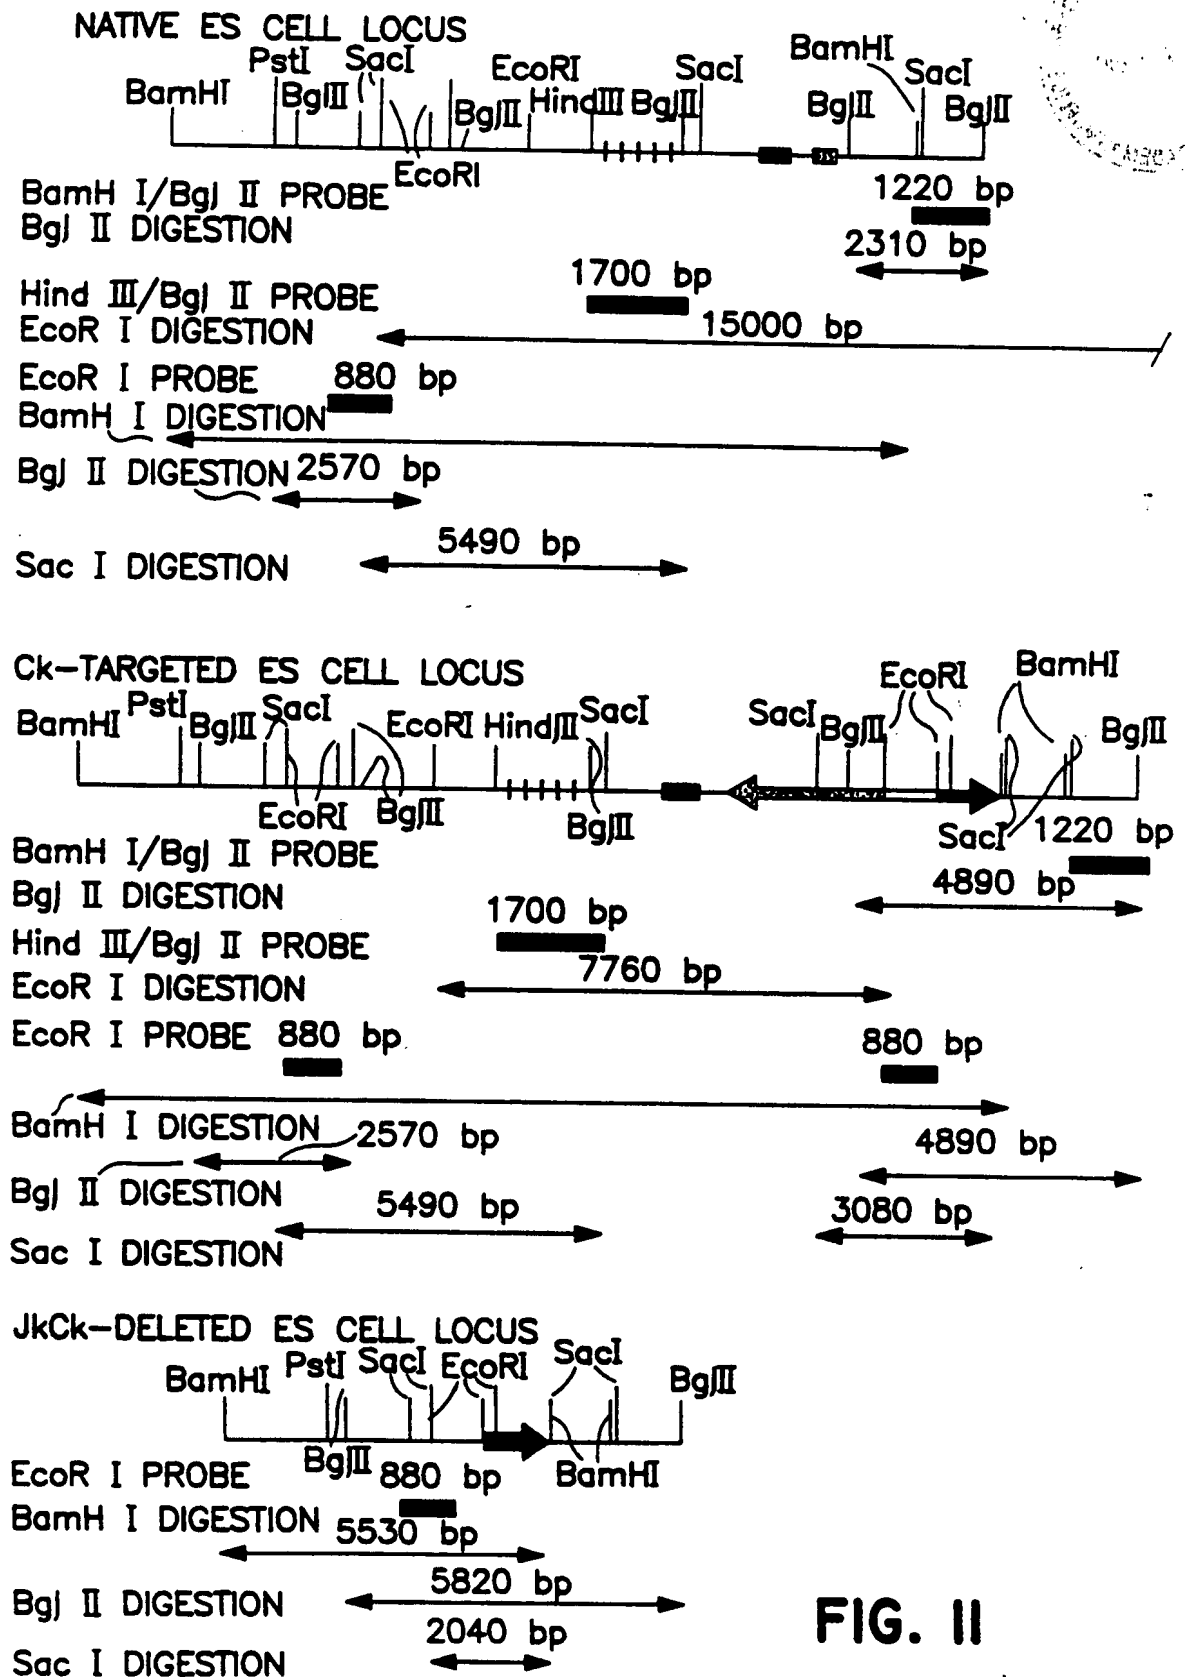 NATIVE ES CELL LOCUS
BamHI PstI BglII SacI EcoRI BglII EcoRI HindIII BglII SacI BglII BamHI SacI BglII
BamH I/Bgl II PROBE 1220 bp
Bgl II DIGESTION 2310 bp
Hind III/Bgl II PROBE 1700 bp
EcoR I DIGESTION 15000 bp
EcoR I PROBE 880 bp
BamH I DIGESTION
Bgl II DIGESTION 2570 bp
Sac I DIGESTION 5490 bp
Ck-TARGETED ES CELL LOCUS
BamHI PstI BglII SacI EcoRI BglII EcoRI HindIII BglII SacI SacI BglII EcoRI SacI BamHI BglII
BamH I/Bgl II PROBE 1220 bp
Bgl II DIGESTION 4890 bp
Hind III/Bgl II PROBE 1700 bp
EcoR I DIGESTION 7760 bp
EcoR I PROBE 880 bp 880 bp
BamH I DIGESTION
Bgl II DIGESTION 2570 bp 4890 bp
Sac I DIGESTION 5490 bp 3080 bp
JkCk-DELETED ES CELL LOCUS
BamHI PstI BglII SacI EcoRI SacI BamHI BglII
EcoR I PROBE 880 bp
BamH I DIGESTION 5530 bp
Bgl II DIGESTION 5820 bp
Sac I DIGESTION 2040 bp
FIG. 11